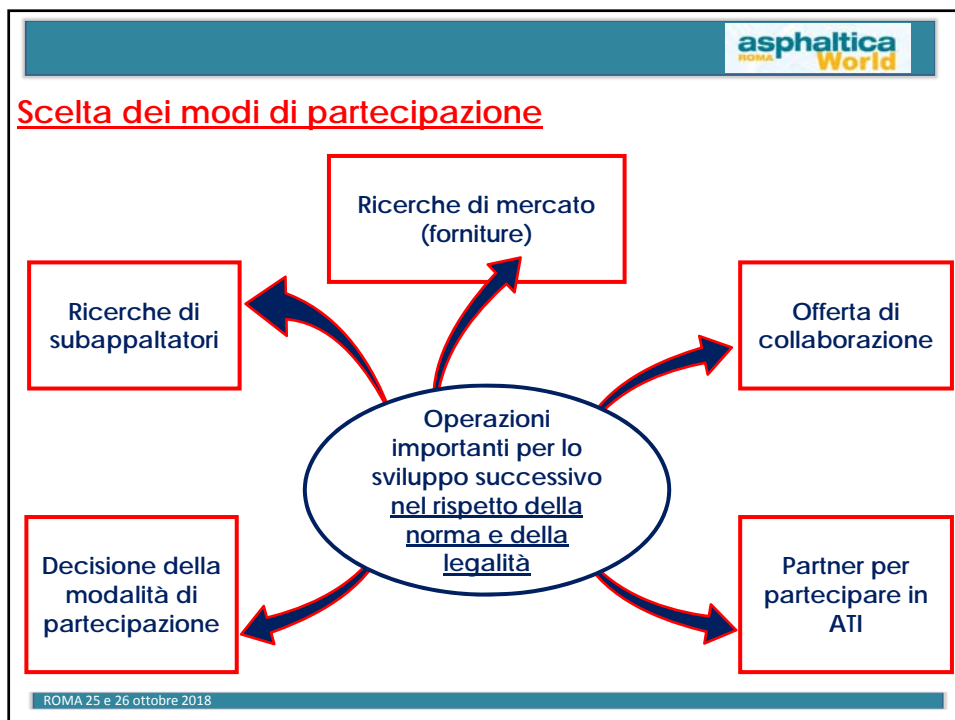 asphaltica
ROMA World
Scelta dei modi di partecipazione
Ricerche di mercato
(forniture)
Ricerche di
subappaltatori
Offerta di
collaborazione
Operazioni
importanti per lo
sviluppo successivo
nel rispetto della
norma e della
legalità
Decisione della
modalità di
partecipazione
Partner per
partecipare in
ATI
ROMA 25 e 26 ottobre 2018